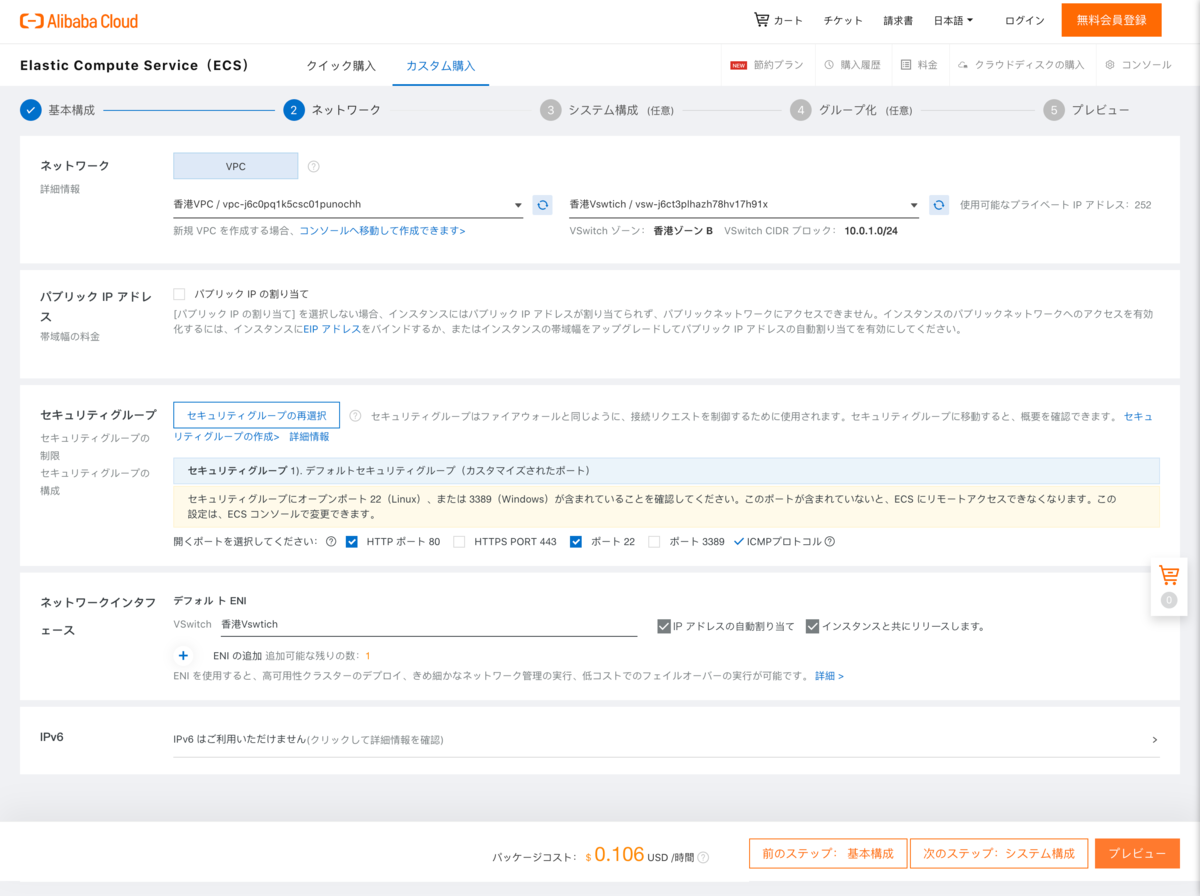 Alibaba Cloud
カート チケット 請求書 日本語 ログイン 無料会員登録
Elastic Compute Service（ECS） クイック購入 カスタム購入 NEW 節約プラン 購入履歴 料金 クラウドディスクの購入 コンソール
基本構成 2 ネットワーク 3 システム構成 (任意) 4 グループ化 (任意) 5 プレビュー
ネットワーク VPC
詳細情報
香港VPC / vpc-j6c0pq1k5csc01punochh 香港Vswtich / vsw-j6ct3plhazh78hv17h91x 使用可能なプライベート IP アドレス: 252
新規 VPC を作成する場合、コンソールへ移動して作成できます> VSwitch ゾーン: 香港ゾーン B VSwitch CIDR ブロック: 10.0.1.0/24
パブリック IP アドレス
帯域幅の料金
パブリック IP の割り当て
[パブリック IP の割り当て] を選択しない場合、インスタンスにはパブリック IP アドレスが割り当てられず、パブリックネットワークにアクセスできません。インスタンスのパブリックネットワークへのアクセスを有効
化するには、インスタンスにEIP アドレスをバインドするか、またはインスタンスの帯域幅をアップグレードしてパブリック IP アドレスの自動割り当てを有効にしてください。
セキュリティグループ
セキュリティグループの
制限
セキュリティグループの
構成
セキュリティグループの再選択 セキュリティグループはファイアウォールと同じように、接続リクエストを制御するために使用されます。セキュリティグループに移動すると、概要を確認できます。 セキュ
リティグループの作成> 詳細情報
セキュリティグループ 1). デフォルトセキュリティグループ（カスタマイズされたポート）
セキュリティグループにオープンポート 22（Linux）、または 3389（Windows）が含まれていることを確認してください。このポートが含まれていないと、ECS にリモートアクセスできなくなります。この
設定は、ECS コンソールで変更できます。
開くポートを選択してください: HTTP ポート 80 HTTPS PORT 443 ポート 22 ポート 3389 ICMPプロトコル
ネットワークインタフ
ェース
デフォルト ENI
VSwitch 香港Vswtich IP アドレスの自動割り当て インスタンスと共にリリースします。
+ ENI の追加 追加可能な残りの数: 1
ENI を使用すると、高可用性クラスターのデプロイ、きめ細かなネットワーク管理の実行、低コストでのフェイルオーバーの実行が可能です。 詳細 >
0
IPv6 IPv6 はご利用いただけません(クリックして詳細情報を確認)
パッケージコスト: $ 0.106 USD /時間 前のステップ: 基本構成 次のステップ: システム構成 プレビュー